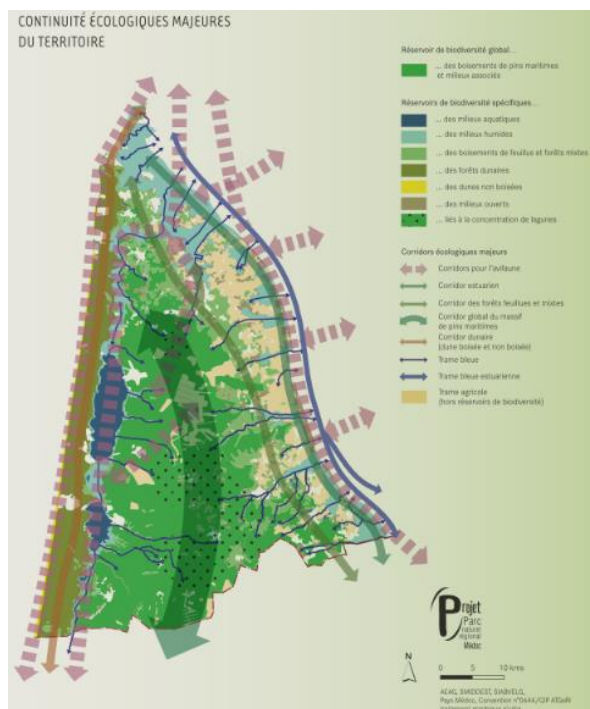 CONTINUITÉ ÉCOLOGIQUES MAJEURES
DU TERRITOIRE
Réservoir de biodiversité global...
... des boisements de pins maritimes
et milieux associés
Réservoirs de biodiversité spécifiques...
... des milieux aquatiques
... des milieux humides
... des boisements de feuillus et forêts mixtes
... des forêts dunaires
... des dunes non boisées
... des milieux ouverts
... liés à la concentration de lagunes
Corridors écologiques majeurs
Corridors pour l'avifaune
Corridor estuarien
Corridor des forêts feuillues et mixtes
Corridor global du massif
de pins maritimes
Corridor dunaire
(dune boisée et non boisée)
Trame bleue
Trame bleue estuarienne
Trame agricole
(hors réservoirs de biodiversité)
Projet
Parc
naturel
régional
Médoc
N
0 5 10 kms
Pays Médoc, Convention